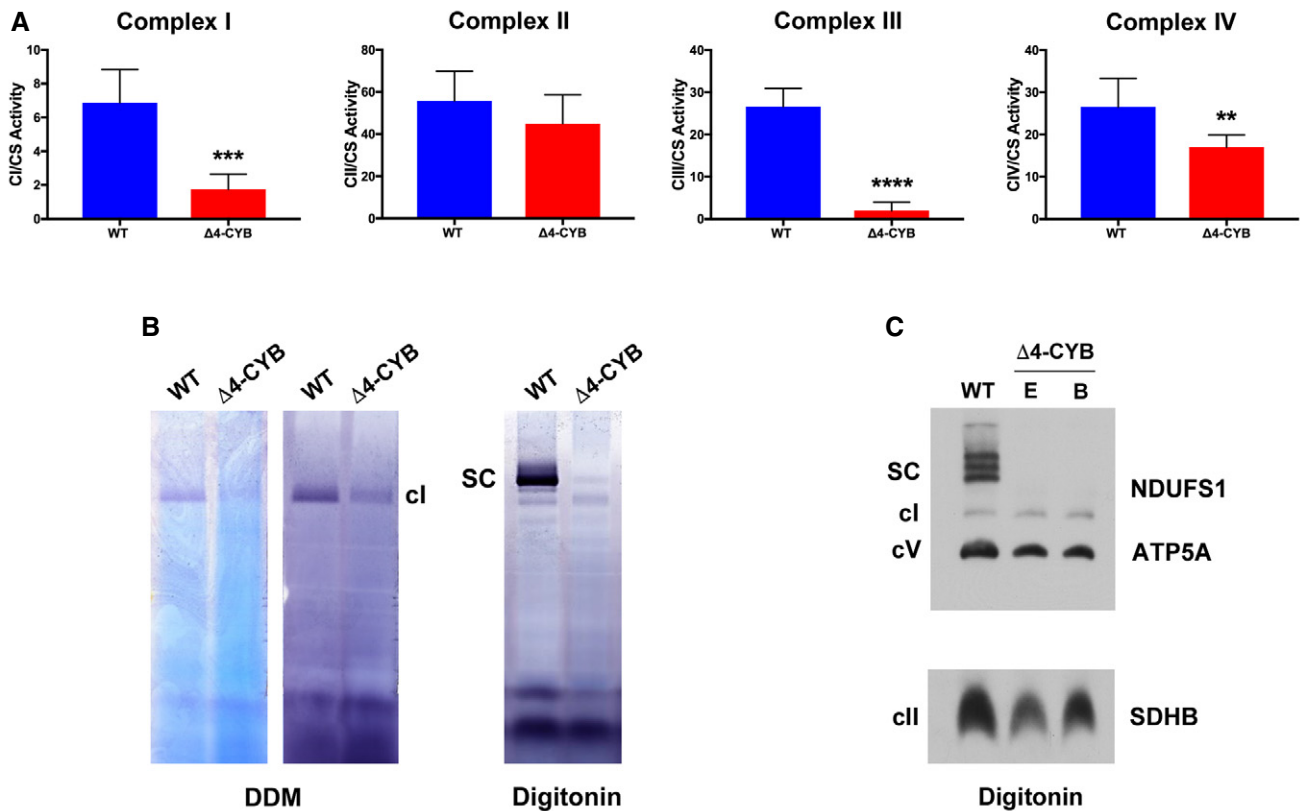 A
Complex I
Complex II
Complex III
Complex IV
CI/CS Activity
10
8
6
4
2
0
***
WT
Δ4-CYB
CII/CS Activity
80
60
40
20
0
WT
Δ4-CYB
CIII/CS Activity
40
30
20
10
0
****
WT
Δ4-CYB
CIV/CS Activity
40
30
20
10
0
**
WT
Δ4-CYB
B
WT Δ4-CYB WT Δ4-CYB WT Δ4-CYB
cI
SC
DDM
Digitonin
C
Δ4-CYB
WT E B
SC
cI
cV
NDUFS1
ATP5A
cII
SDHB
Digitonin